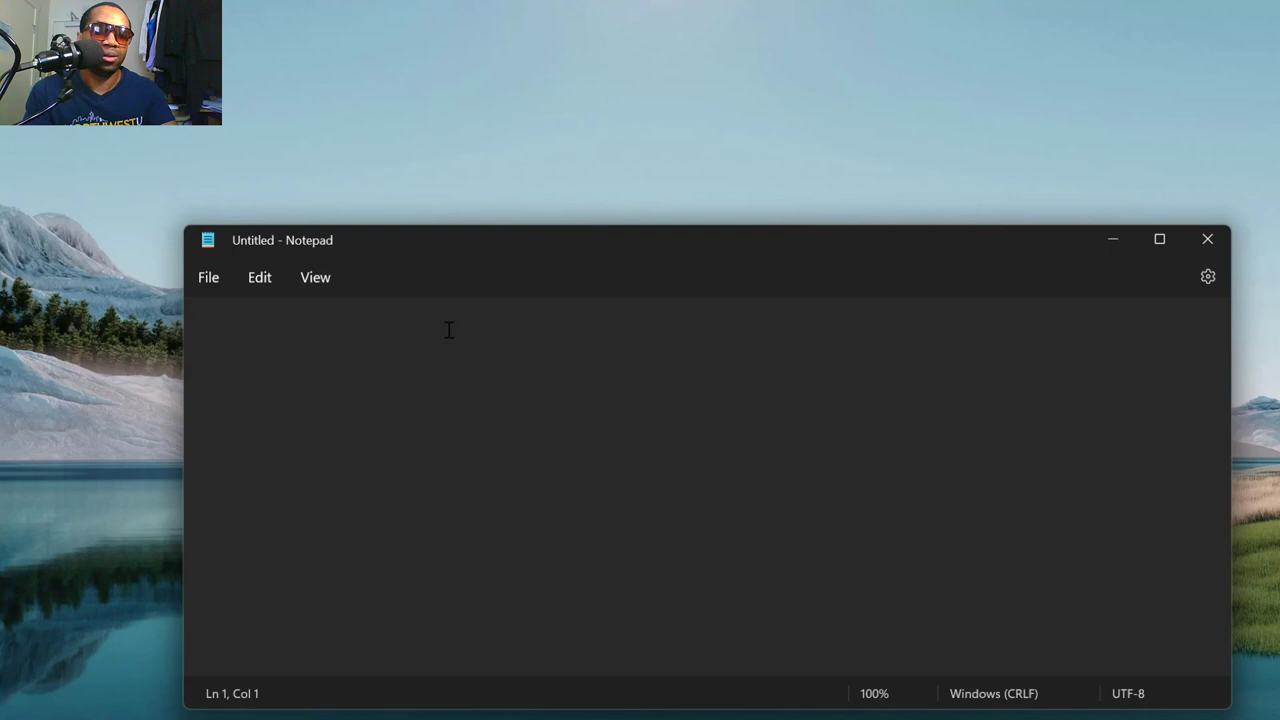 Untitled - Notepad
File Edit View
Ln 1, Col 1 100% Windows (CRLF) UTF-8